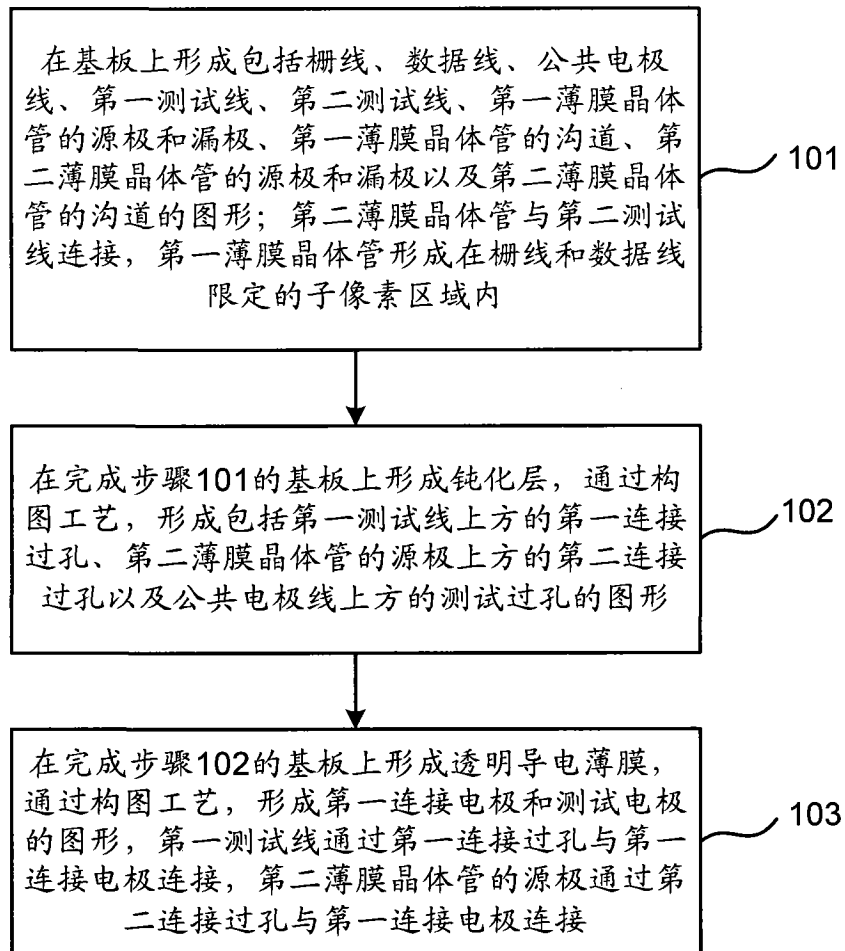 在基板上形成包括栅线、数据线、公共电极
线、第一测试线、第二测试线、第一薄膜晶体
管的源极和漏极、第一薄膜晶体管的沟道、第
二薄膜晶体管的源极和漏极以及第二薄膜晶体
管的沟道的图形；第二薄膜晶体管与第二测试
线连接，第一薄膜晶体管形成在栅线和数据线
限定的子像素区域内
101
在完成步骤101的基板上形成钝化层，通过构
图工艺，形成包括第一测试线上方的第一连接
过孔、第二薄膜晶体管的源极上方的第二连接
过孔以及公共电极线上方的测试过孔的图形
102
在完成步骤102的基板上形成透明导电薄膜，
通过构图工艺，形成第一连接电极和测试电极
的图形，第一测试线通过第一连接过孔与第一
连接电极连接，第二薄膜晶体管的源极通过第
二连接过孔与第一连接电极连接
103